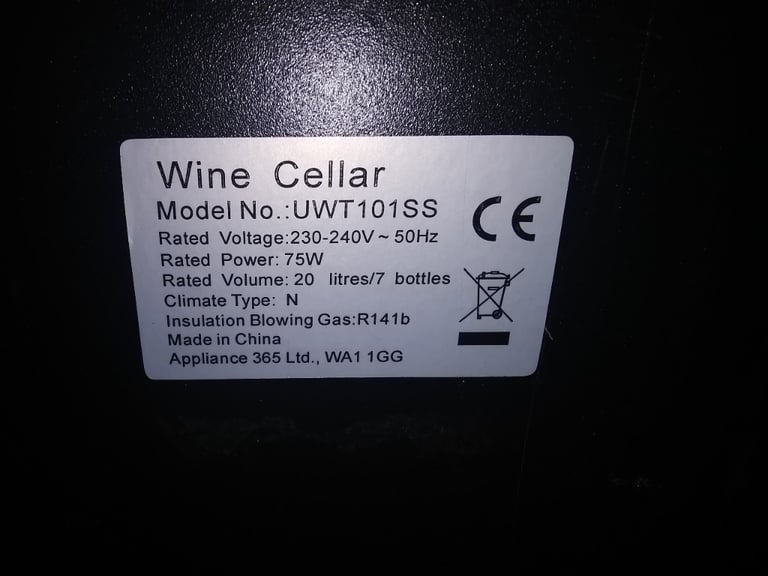 Wine Cellar
Model No.:UWT101SS
CE
Rated Voltage:230-240V ~ 50Hz
Rated Power: 75W
Rated Volume: 20 litres/7 bottles
Climate Type: N
Insulation Blowing Gas:R141b
Made in China
Appliance 365 Ltd., WA1 1GG